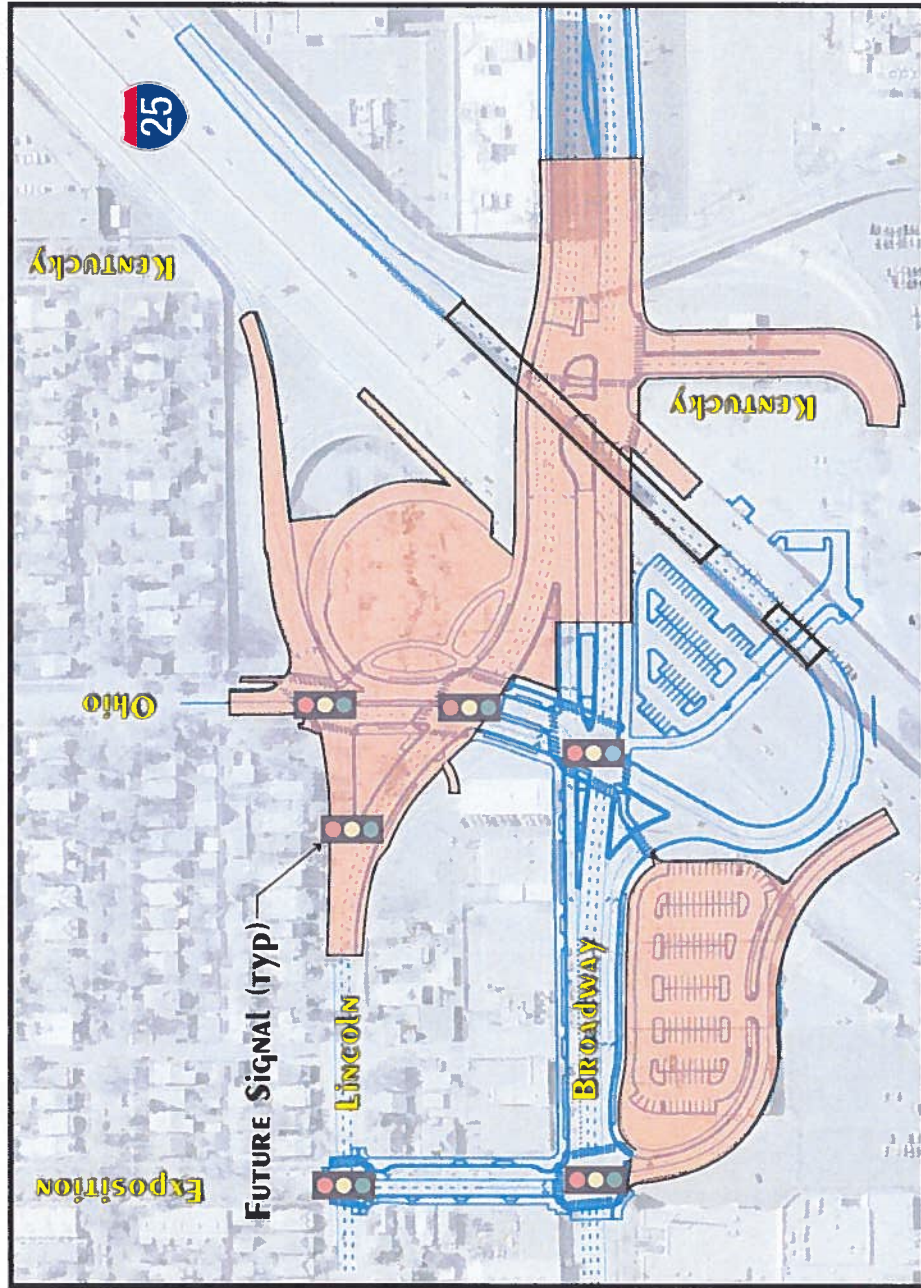 25
Kentucky
Kentucky
Ohio
Future Signal (typ)
Lincoln
Broadway
Exposition